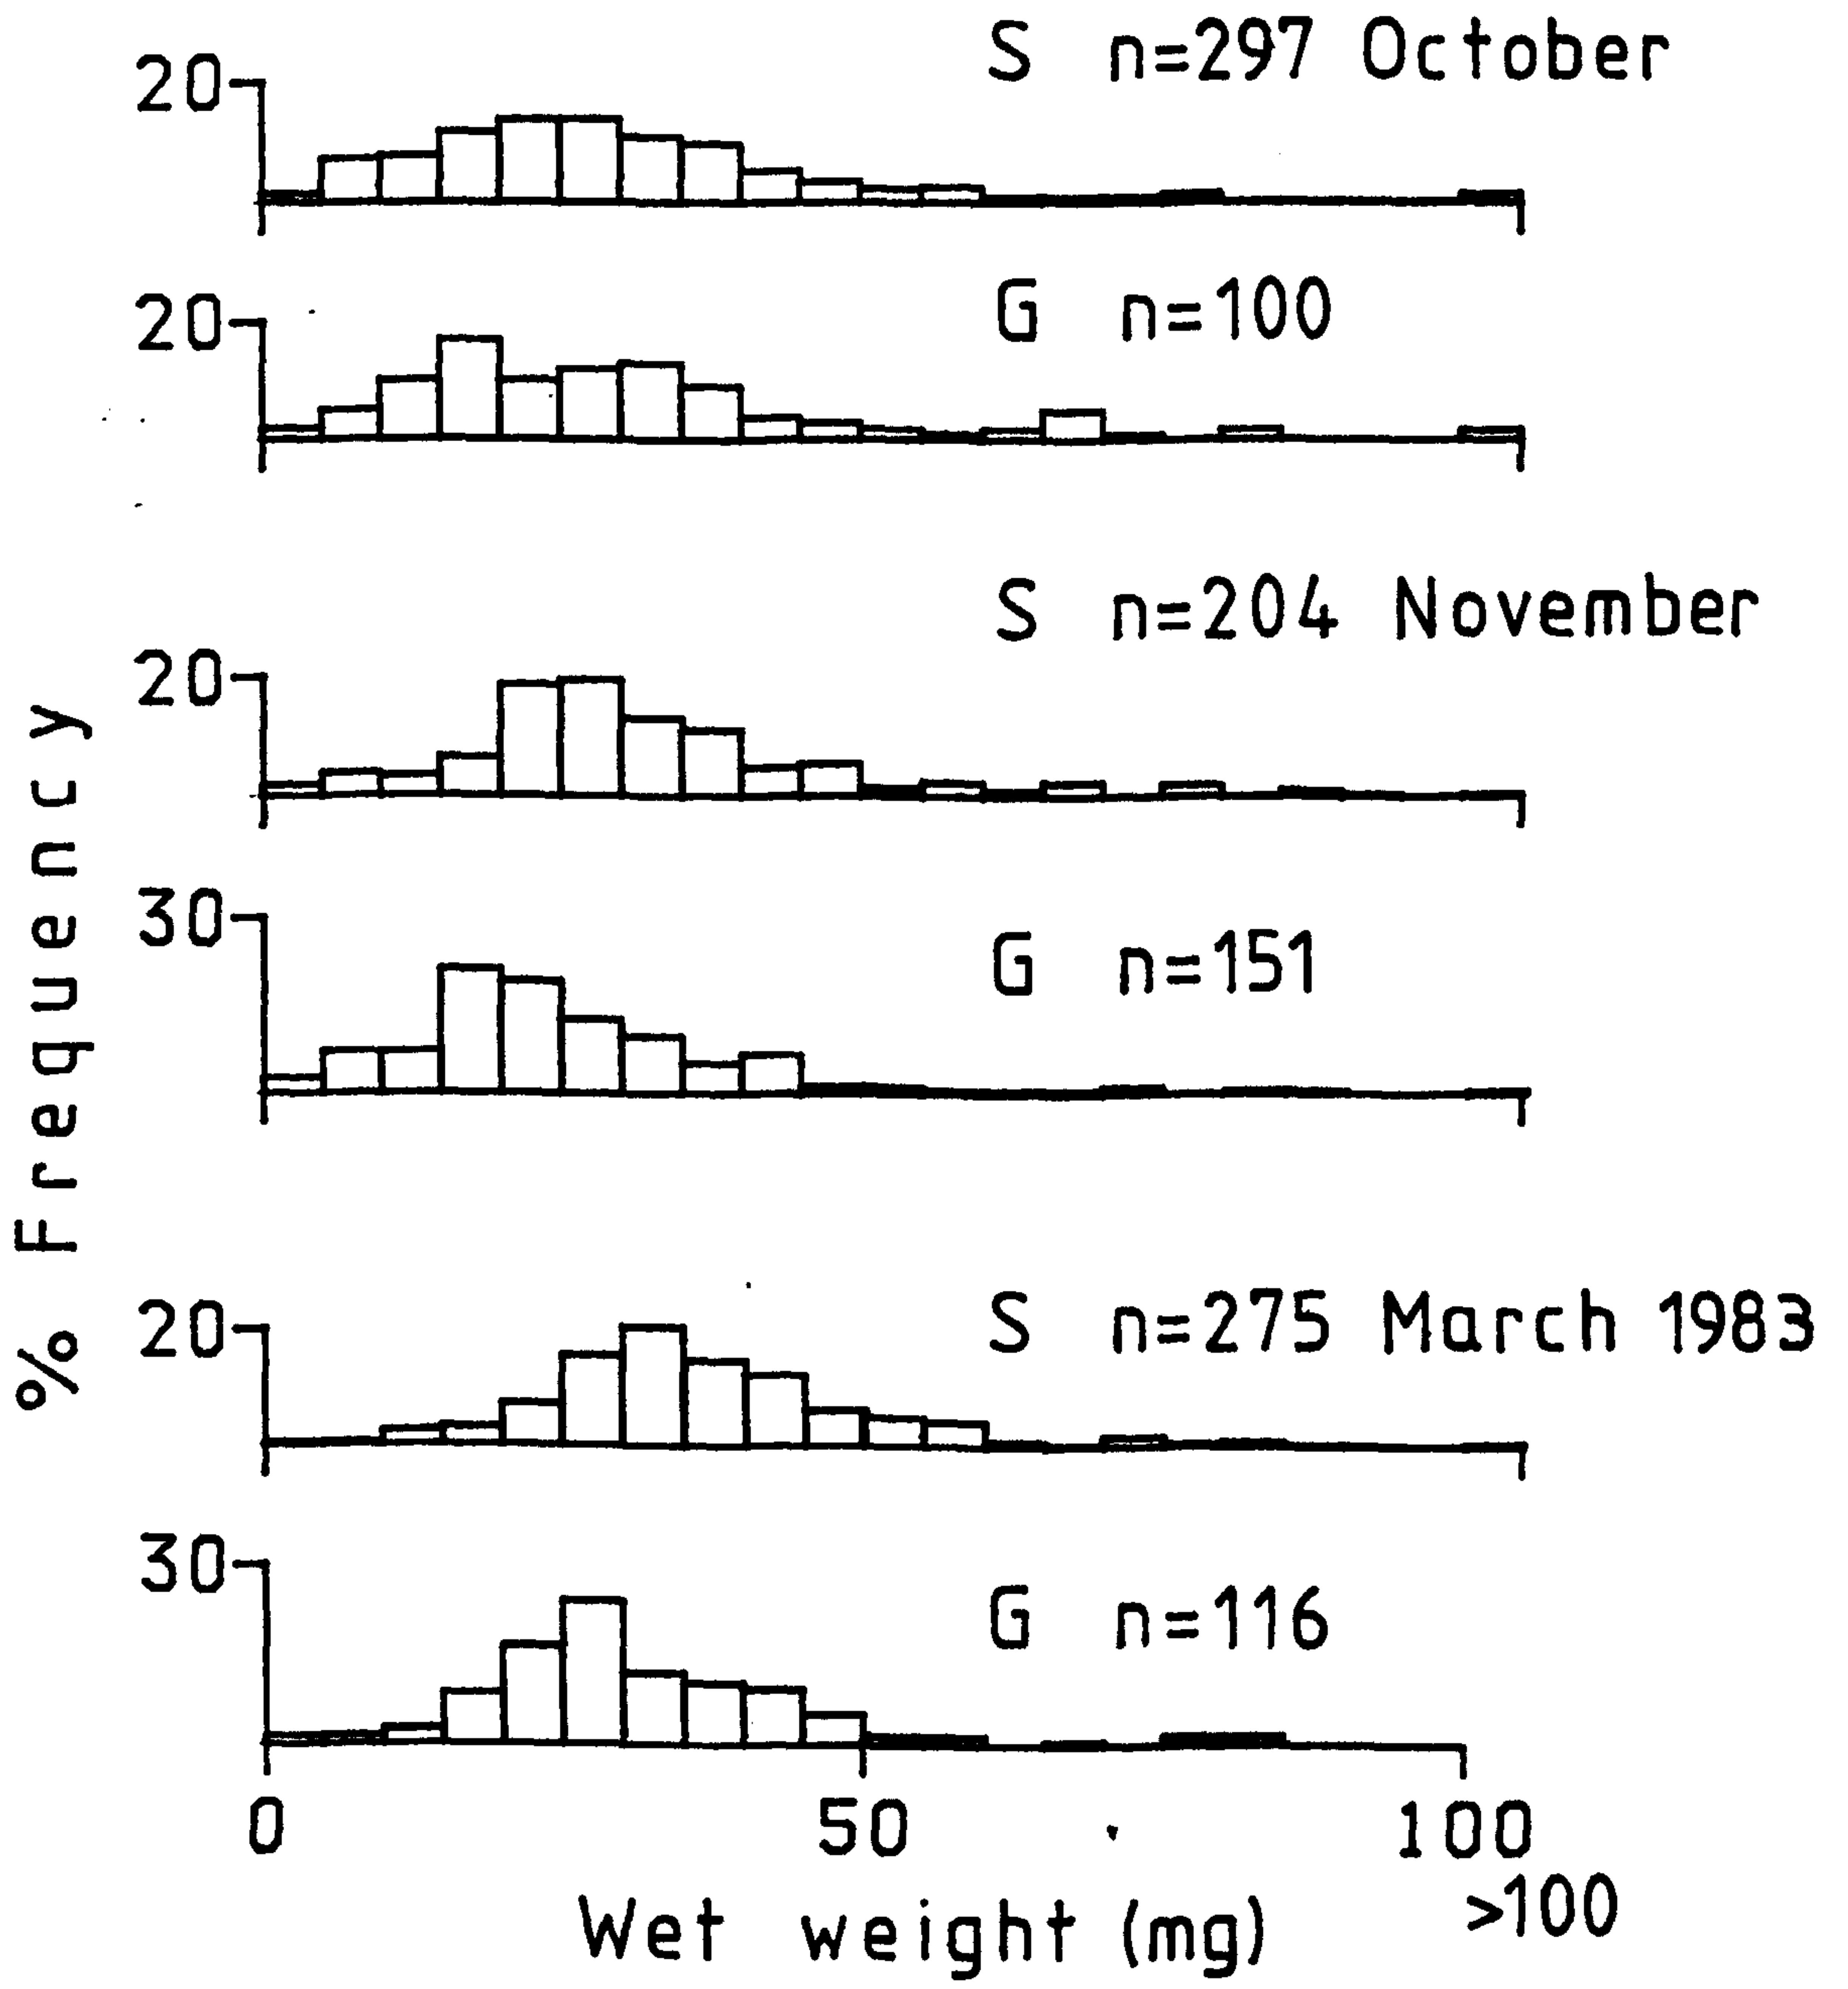 S n=297 October
20
G n=100
20
S n=204 November
20
30
G n=151
% Frequency
S n=275 March 1983
20
30
G n=116
0 50 100
>100
Wet weight (mg)